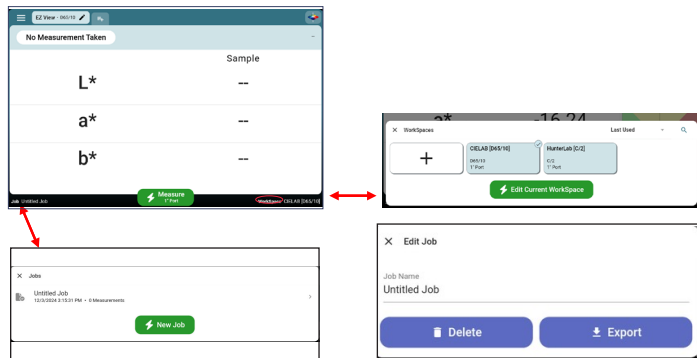 EZ View - D65/10
No Measurement Taken
--
Sample
L* --
a* --
b* --
Job Untitled Job
Measure
1" Port
WorkSpace CIELAB [D65/10]
a* -16.24
WorkSpaces
Last Used
CIELAB [D65/10]
D65/10
1" Port
HunterLab [C/2]
C/2
1" Port
Edit Current WorkSpace
Jobs
Untitled Job
12/3/2024 3:15:31 PM • 0 Measurements
New Job
Edit Job
Job Name
Untitled Job
Delete
Export